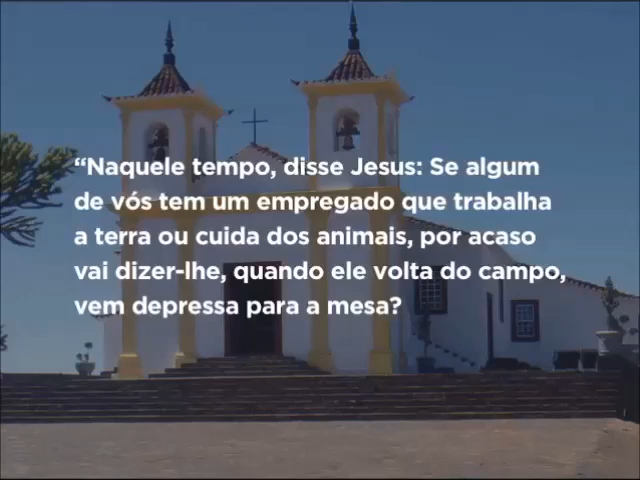 “Naquele tempo, disse Jesus: Se algum
de vós tem um empregado que trabalha
a terra ou cuida dos animais, por acaso
vai dizer-lhe, quando ele volta do campo,
vem depressa para a mesa?